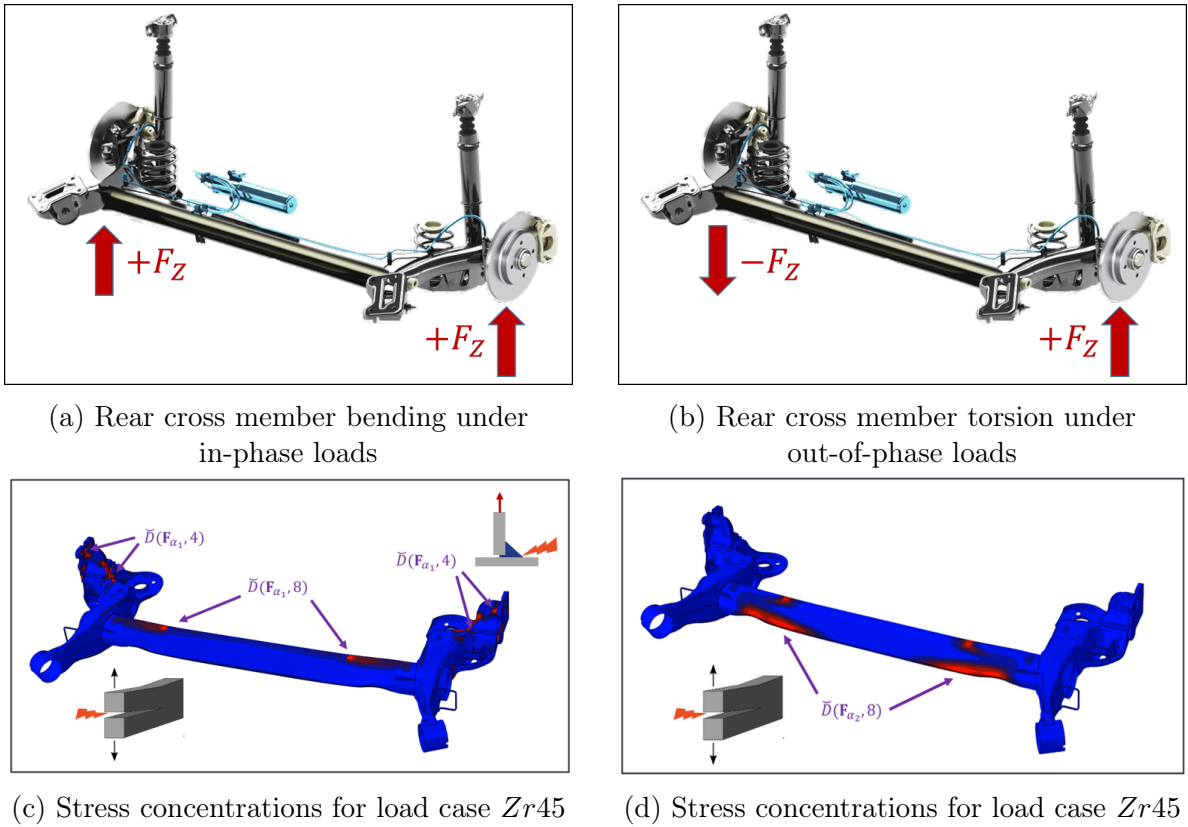 +F_Z
+F_Z
−F_Z
+F_Z
(a) Rear cross member bending under
in-phase loads
(b) Rear cross member torsion under
out-of-phase loads
D̆(F_α₁, 4)
D̆(F_α₁, 4)
D̆(F_α₁, 8)
D̆(F_α₂, 8)
(c) Stress concentrations for load case Zr45
(d) Stress concentrations for load case Zr45